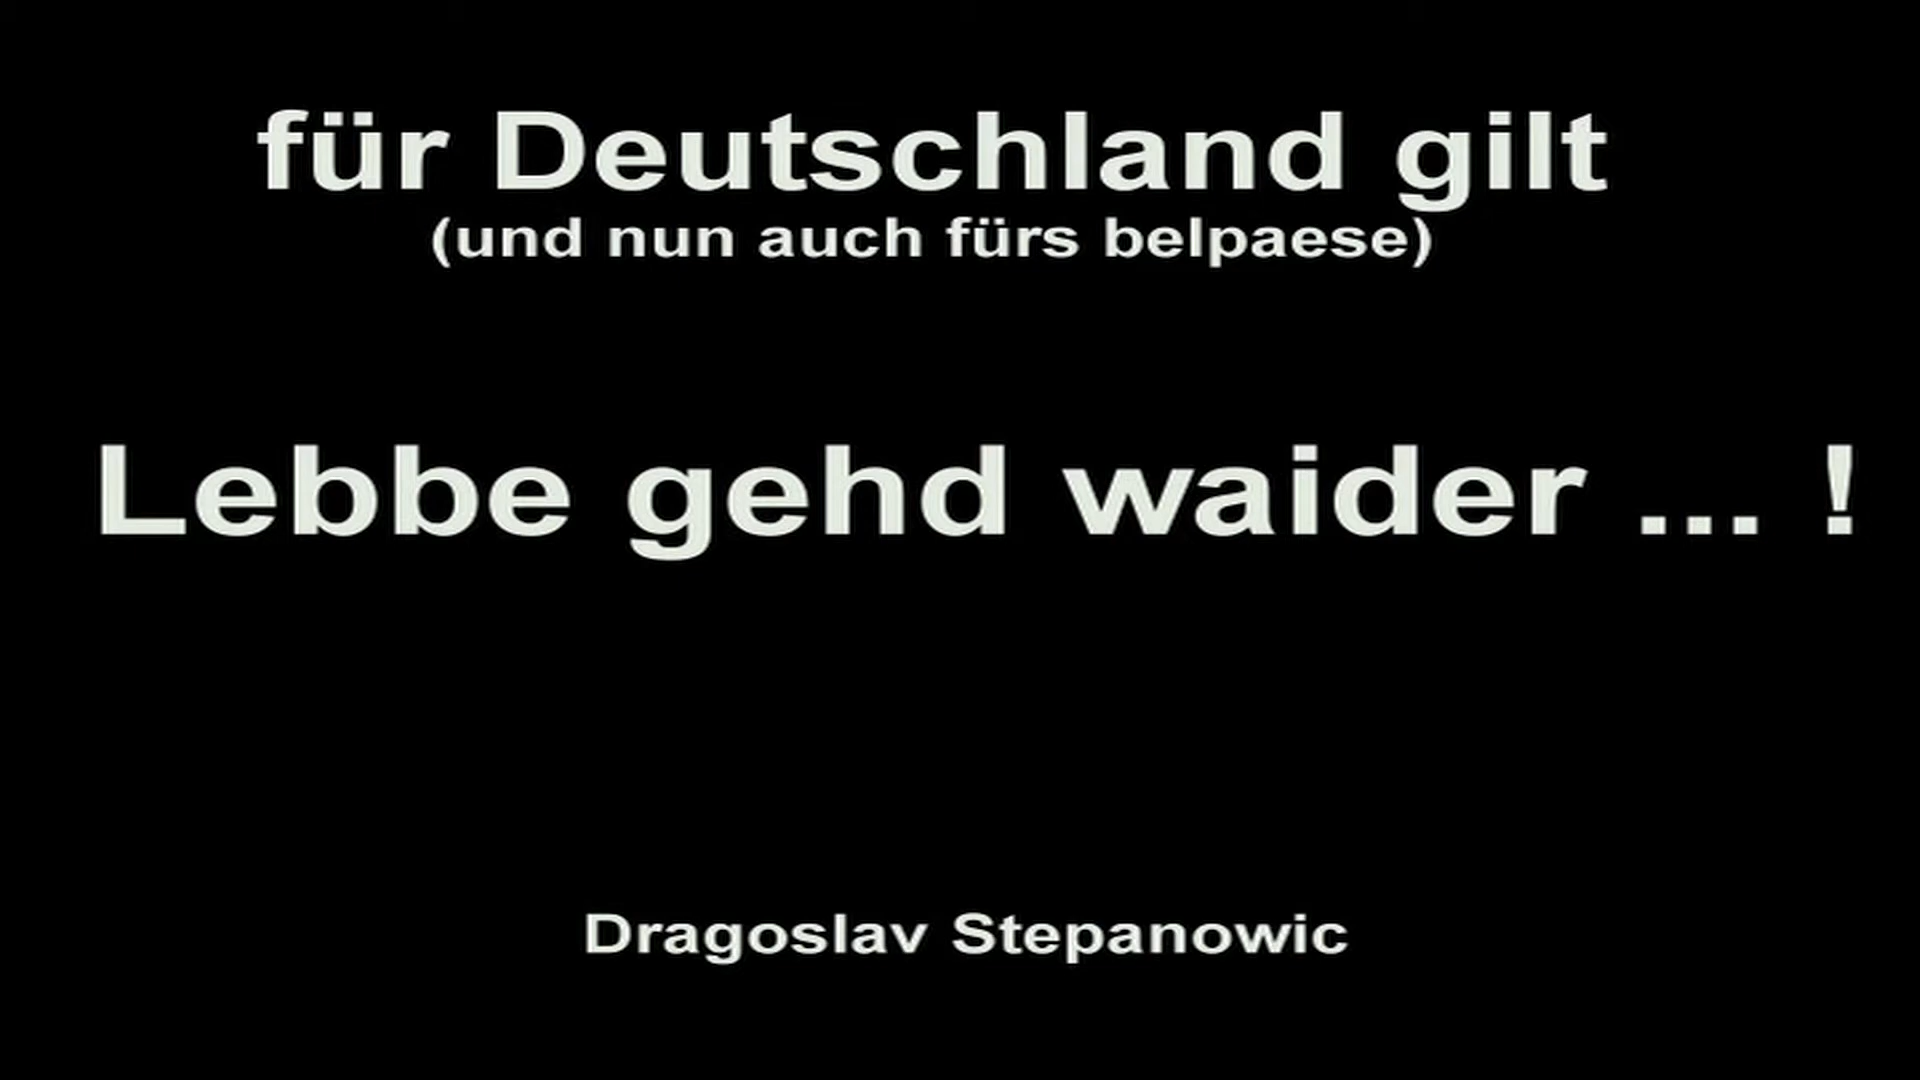 für Deutschland gilt
(und nun auch fürs belpaese)
Lebbe gehd waider ... !
Dragoslav Stepanowic